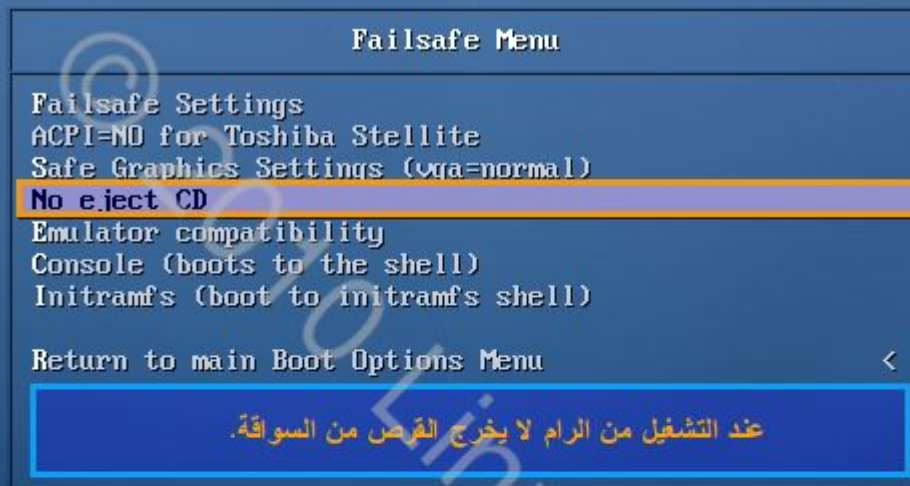 Failsafe Menu
Failsafe Settings
ACPI=NO for Toshiba Stellite
Safe Graphics Settings (vga=normal)
No eject CD
Emulator compatibility
Console (boots to the shell)
Initramfs (boot to initramfs shell)
Return to main Boot Options Menu <
عند التشغيل من الرام لا يخرج القرص من السواقة.
© 2010 Lin